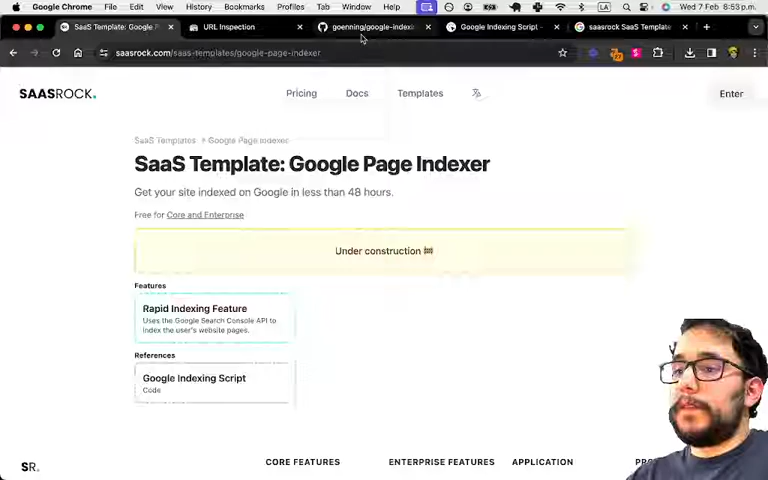 Google Chrome File Edit View History Bookmarks Profiles Tab Window Help Wed 7 Feb 8:53 p.m.
SaaS Template: Google P URL Inspection goenning/google-indexi Google Indexing Script - saasrock SaaS Template
saasrock.com/saas-templates/google-page-indexer
SAASROCK. Pricing Docs Templates Enter
SaaS Templates Google Page Indexer
SaaS Template: Google Page Indexer
Get your site indexed on Google in less than 48 hours.
Free for Core and Enterprise
Under construction 🚧
Features
Rapid Indexing Feature
Uses the Google Search Console API to
index the user's website pages.
References
Google Indexing Script
Code
SR. CORE FEATURES ENTERPRISE FEATURES APPLICATION